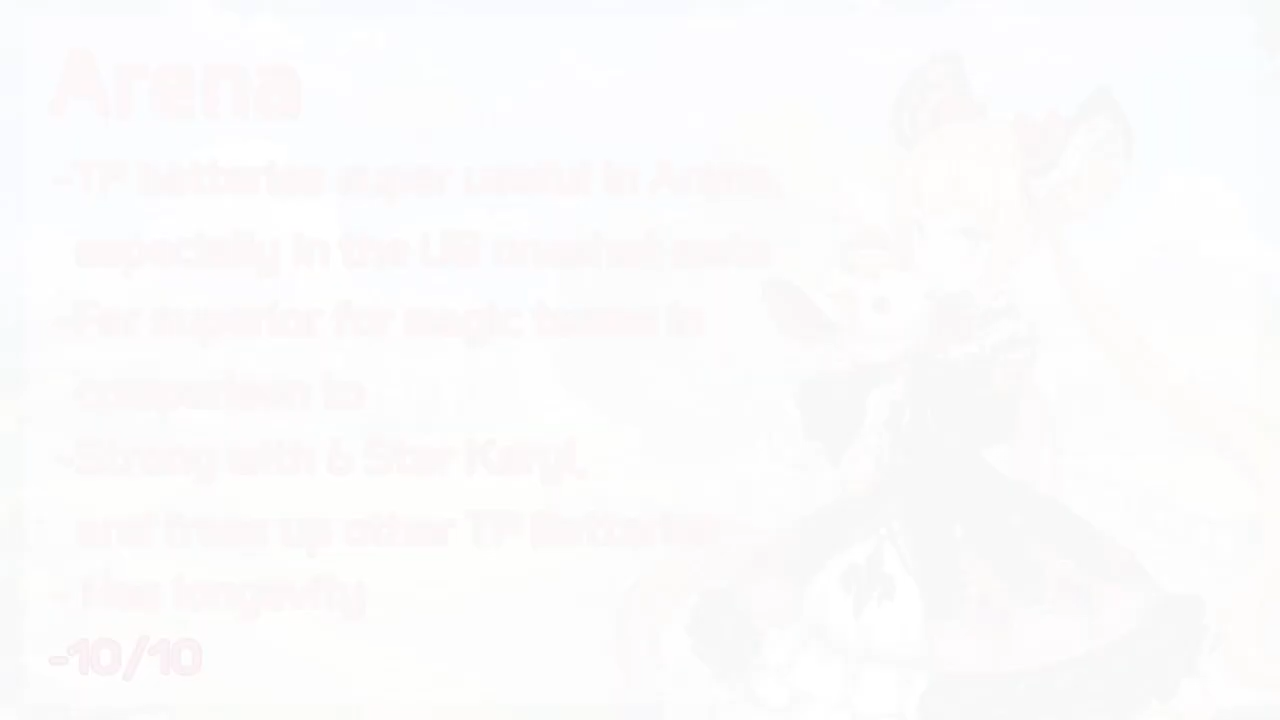 Arena
-TP batteries super useful in Arena,
especially in the UB oneshot meta
-Far superior for magic teams in
comparison to
-Strong with 6 Star Kyaru,
and frees up other TP Batteries
- Has longevity
-10/10